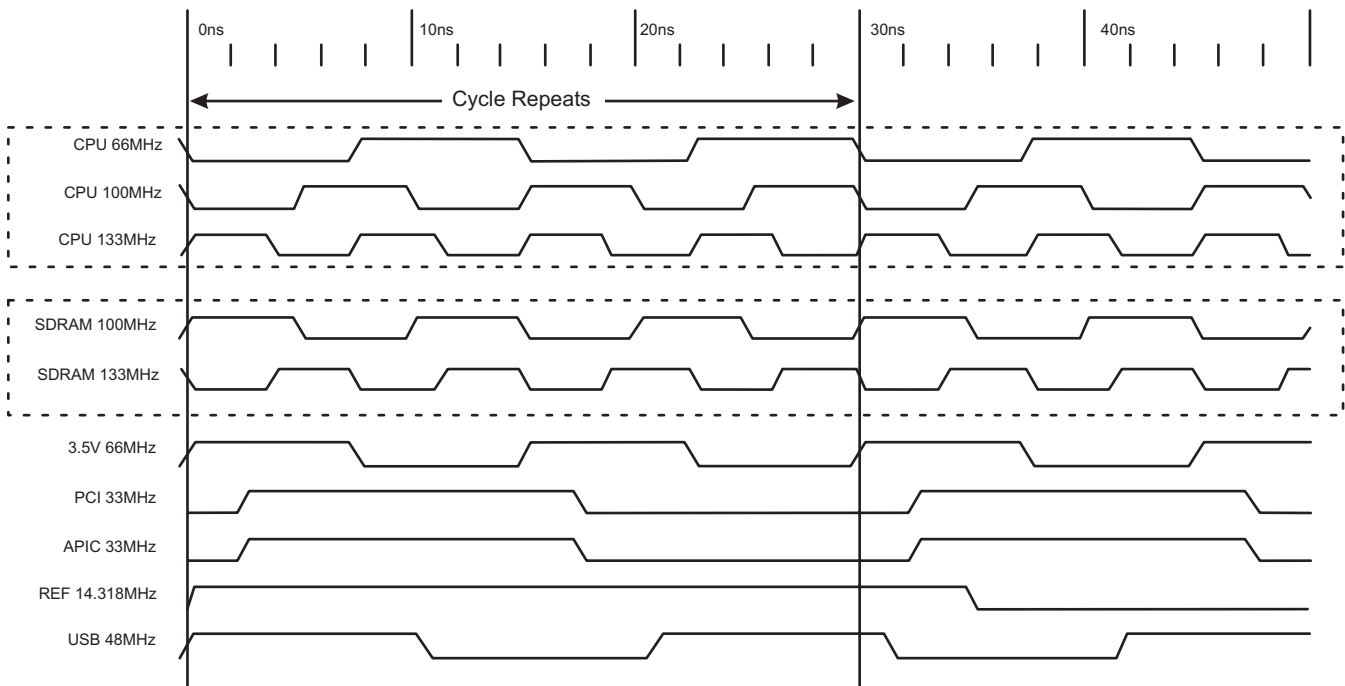 0ns 10ns 20ns 30ns 40ns
Cycle Repeats
CPU 66MHz
CPU 100MHz
CPU 133MHz
SDRAM 100MHz
SDRAM 133MHz
3.5V 66MHz
PCI 33MHz
APIC 33MHz
REF 14.318MHz
USB 48MHz